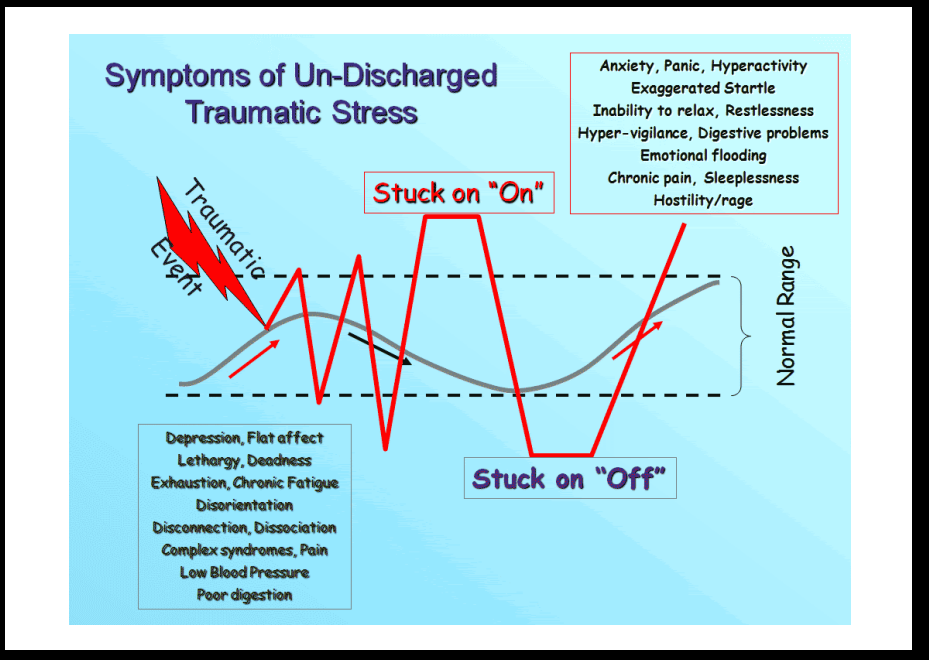 Symptoms of Un-Discharged
Traumatic Stress
Anxiety, Panic, Hyperactivity
Exaggerated Startle
Inability to relax, Restlessness
Hyper-vigilance, Digestive problems
Emotional flooding
Chronic pain, Sleeplessness
Hostility/rage
Stuck on “On”
Traumatic
Event
Normal Range
Depression, Flat affect
Lethargy, Deadness
Exhaustion, Chronic Fatigue
Disorientation
Disconnection, Dissociation
Complex syndromes, Pain
Low Blood Pressure
Poor digestion
Stuck on “Off”